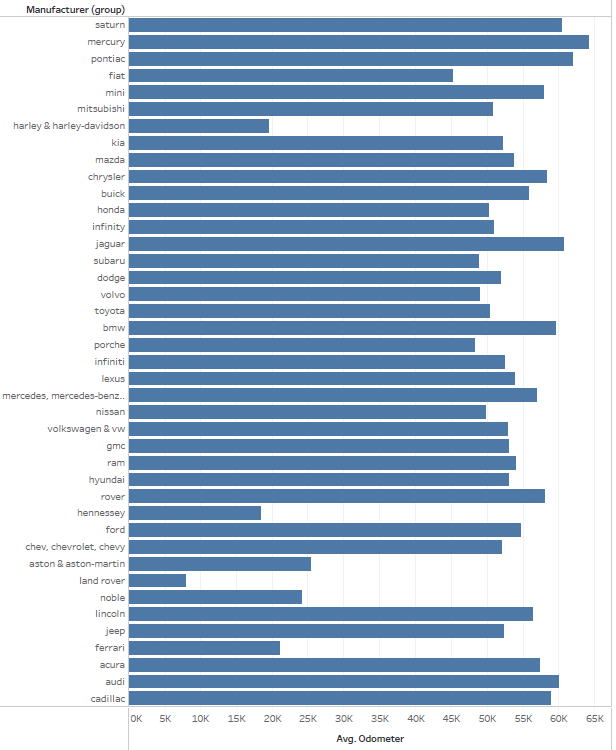 Manufacturer (group)
saturn
mercury
pontiac
fiat
mini
mitsubishi
harley & harley-davidson
kia
mazda
chrysler
buick
honda
infinity
jaguar
subaru
dodge
volvo
toyota
bmw
porche
infiniti
lexus
mercedes, mercedes-benz..
nissan
volkswagen & vw
gmc
ram
hyundai
rover
hennessey
ford
chev, chevrolet, chevy
aston & aston-martin
land rover
noble
lincoln
jeep
ferrari
acura
audi
cadillac
0K 5K 10K 15K 20K 25K 30K 35K 40K 45K 50K 55K 60K 65K
Avg. Odometer